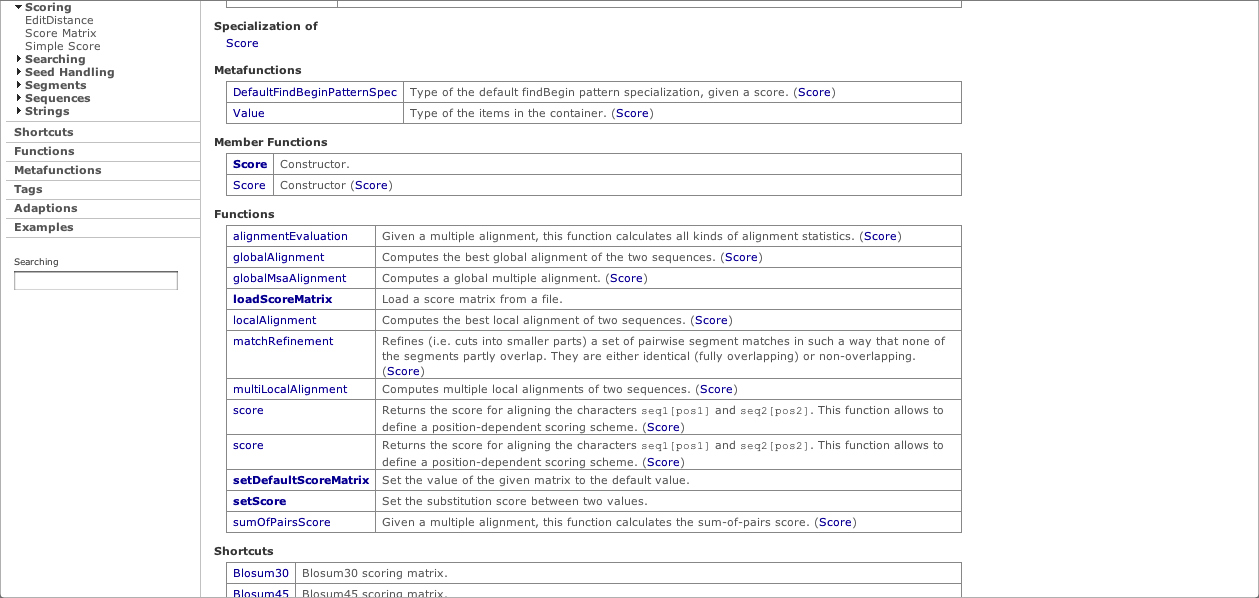 Scoring
EditDistance
Score Matrix
Simple Score
Searching
Seed Handling
Segments
Sequences
Strings
Shortcuts
Functions
Metafunctions
Tags
Adaptions
Examples
Searching
Specialization of
Score
Metafunctions
DefaultFindBeginPatternSpec Type of the default findBegin pattern specialization, given a score. (Score)
Value Type of the items in the container. (Score)
Member Functions
Score Constructor.
Score Constructor (Score)
Functions
alignmentEvaluation Given a multiple alignment, this function calculates all kinds of alignment statistics. (Score)
globalAlignment Computes the best global alignment of the two sequences. (Score)
globalMsaAlignment Computes a global multiple alignment. (Score)
loadScoreMatrix Load a score matrix from a file.
localAlignment Computes the best local alignment of two sequences. (Score)
matchRefinement Refines (i.e. cuts into smaller parts) a set of pairwise segment matches in such a way that none of
the segments partly overlap. They are either identical (fully overlapping) or non-overlapping.
(Score)
multiLocalAlignment Computes multiple local alignments of two sequences. (Score)
score Returns the score for aligning the characters seq1[pos1] and seq2[pos2]. This function allows to
define a position-dependent scoring scheme. (Score)
score Returns the score for aligning the characters seq1[pos1] and seq2[pos2]. This function allows to
define a position-dependent scoring scheme. (Score)
setDefaultScoreMatrix Set the value of the given matrix to the default value.
setScore Set the substitution score between two values.
sumOfPairsScore Given a multiple alignment, this function calculates the sum-of-pairs score. (Score)
Shortcuts
Blosum30 Blosum30 scoring matrix.
Blosum45 Blosum45 scoring matrix.